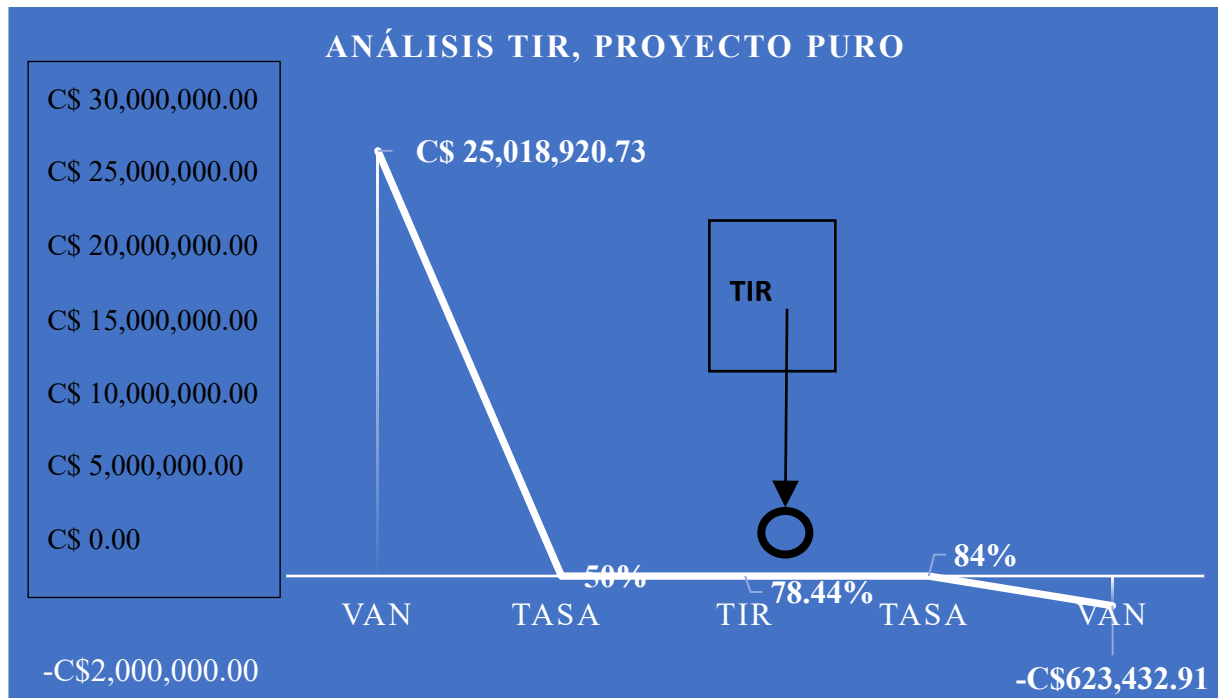 ANÁLISIS TIR, PROYECTO PURO
C$ 30,000,000.00
C$ 25,000,000.00
C$ 20,000,000.00
C$ 15,000,000.00
C$ 10,000,000.00
C$ 5,000,000.00
C$ 0.00
-C$2,000,000.00
C$ 25,018,920.73
TIR
50%
78.44%
84%
-C$623,432.91
VAN TASA TIR TASA VAN